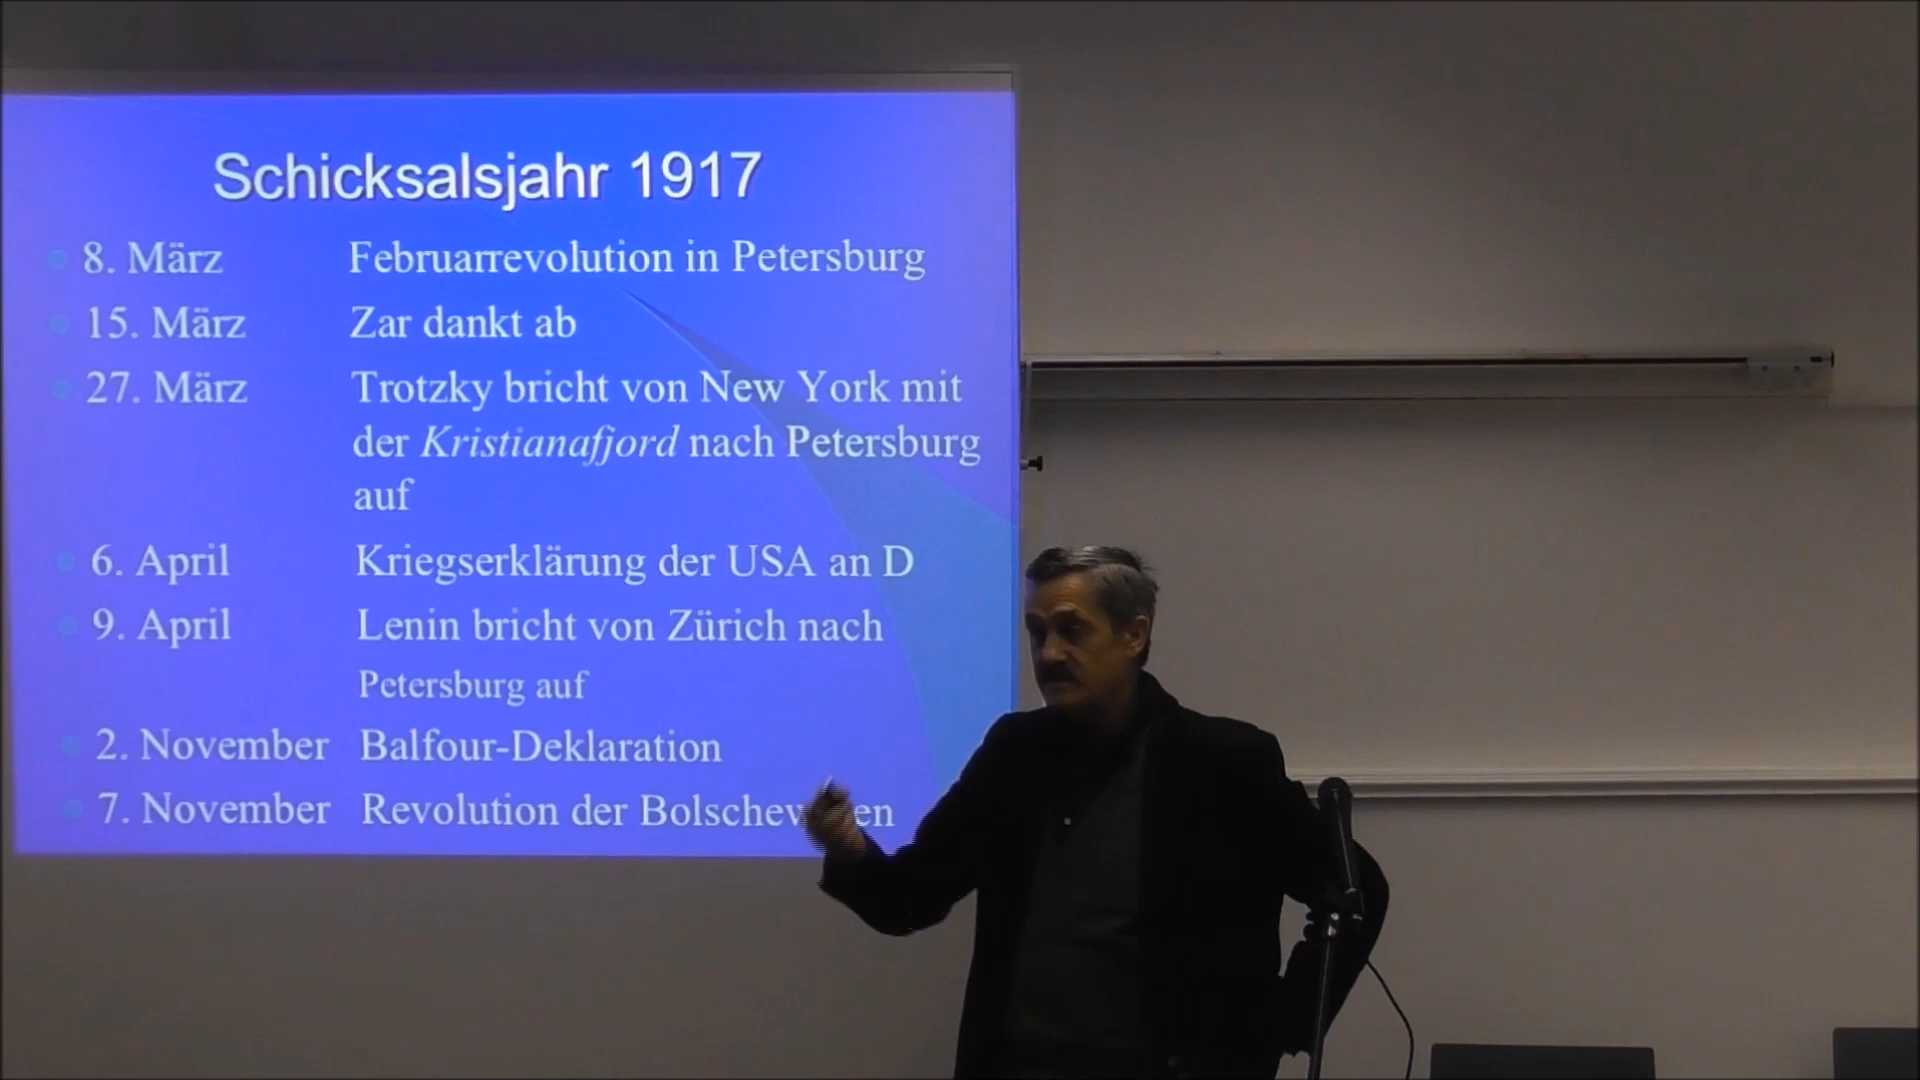 Schicksalsjahr 1917
8. März Februarrevolution in Petersburg
15. März Zar dankt ab
27. März Trotzky bricht von New York mit
der Kristianafjord nach Petersburg
auf
6. April Kriegserklärung der USA an D
9. April Lenin bricht von Zürich nach
Petersburg auf
2. November Balfour-Deklaration
7. November Revolution der